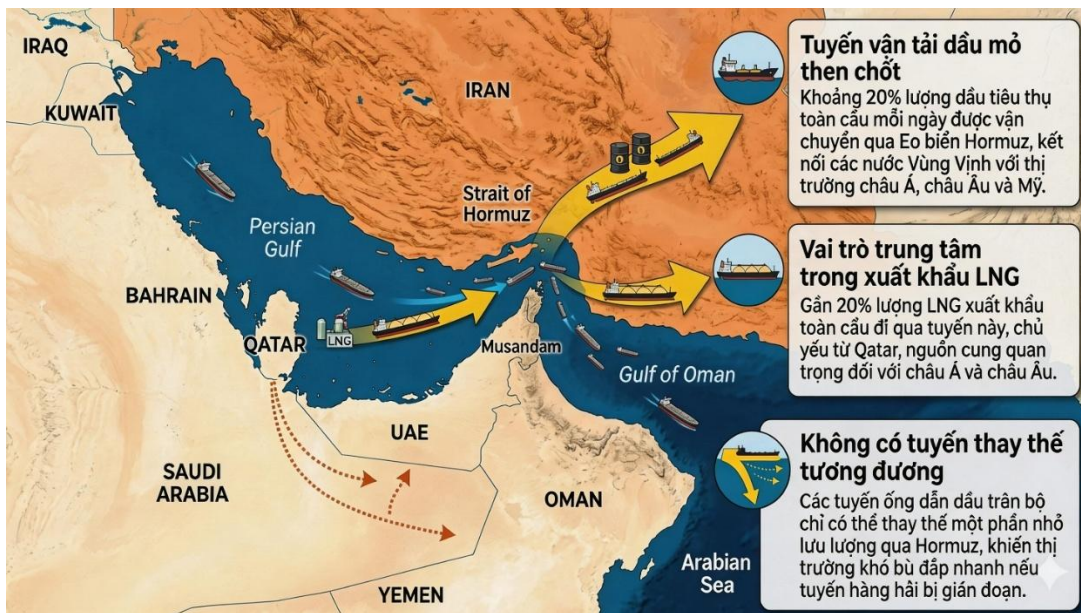 IRAQ
KUWAIT
IRAN
Strait of
Hormuz
Persian
Gulf
BAHRAIN
QATAR
LNG
Musandam
Gulf of Oman
UAE
SAUDI
ARABIA
OMAN
YEMEN
Arabian
Sea
Tuyến vận tải dầu mỏ
then chốt
Khoảng 20% lượng dầu tiêu thụ
toàn cầu mỗi ngày được vận
chuyển qua Eo biển Hormuz, kết
nối các nước Vùng Vịnh với thị
trường châu Á, châu Âu và Mỹ.
Vai trò trung tâm
trong xuất khẩu LNG
Gần 20% lượng LNG xuất khẩu
toàn cầu đi qua tuyến này, chủ
yếu từ Qatar, nguồn cung quan
trọng đối với châu Á và châu Âu.
Không có tuyến thay thế
tương đương
Các tuyến ống dẫn dầu trân bộ
chỉ có thể thay thế một phần nhỏ
lưu lượng qua Hormuz, khiến thị
trường khó bù đắp nhanh nếu
tuyến hàng hải bị gián đoạn.